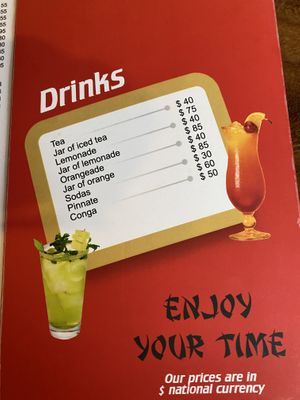 Drinks
Tea $ 40
Jar of iced tea $ 75
Lemonade $ 40
Jar of lemonade $ 85
Orangeade $ 40
Jar of orange $ 85
Sodas $ 30
Pinnate $ 60
Conga $ 50
ENJOY
YOUR TIME
Our prices are in
$ national currency